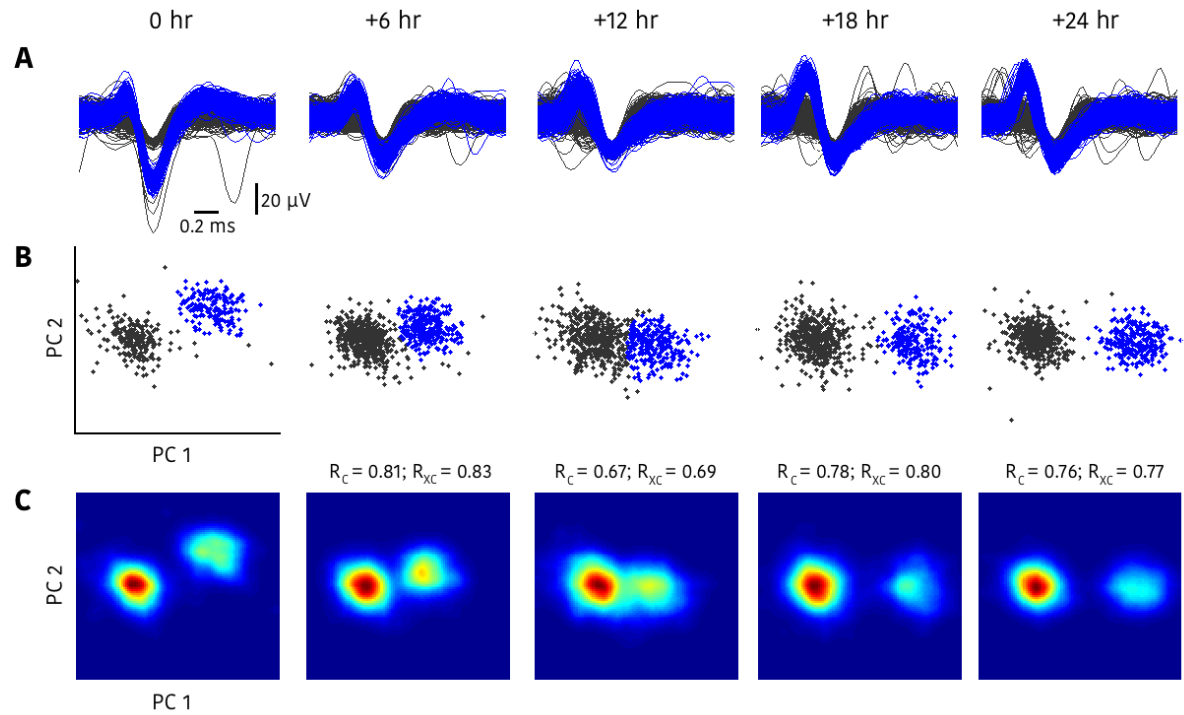 0 hr +6 hr +12 hr +18 hr +24 hr
A
20 µV
0.2 ms
B
PC 2
PC 1
R_C = 0.81; R_XC = 0.83 R_C = 0.67; R_XC = 0.69 R_C = 0.78; R_XC = 0.80 R_C = 0.76; R_XC = 0.77
C
PC 2
PC 1